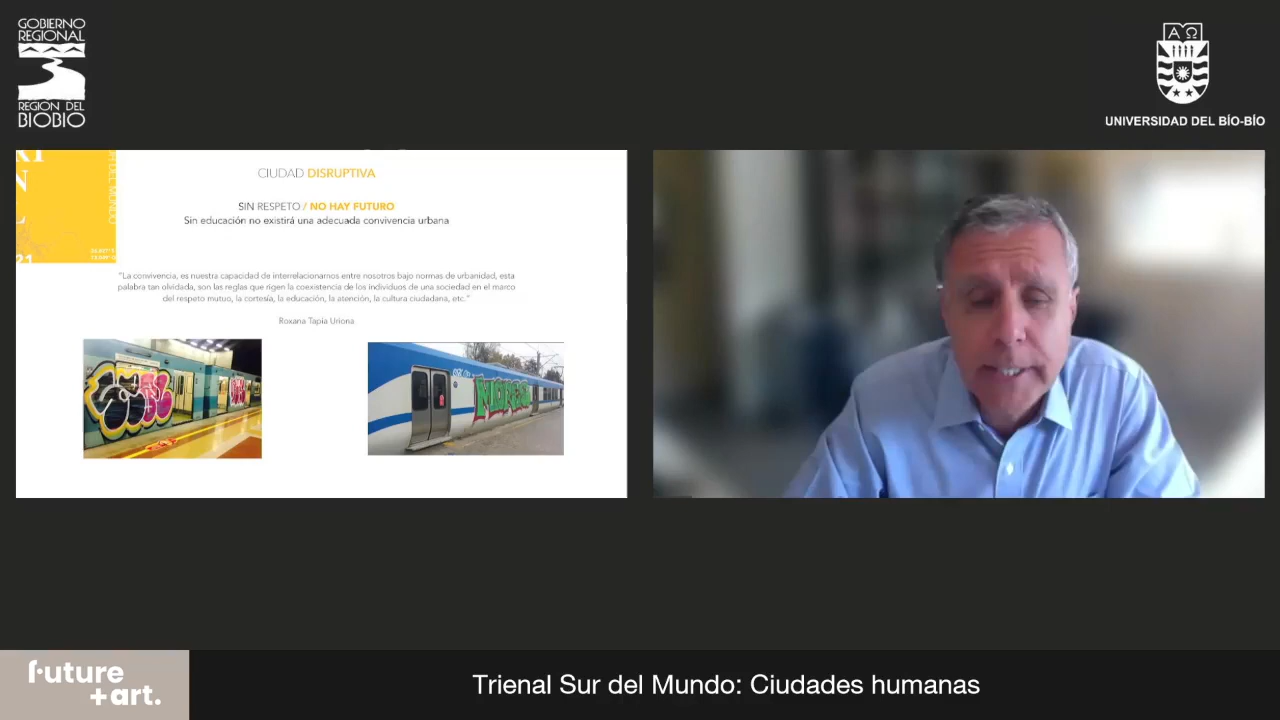 GOBIERNO
REGIONAL
REGIÓN DEL
BIOBIO
ΑΩ
UNIVERSIDAD DEL BÍO-BÍO
CIUDAD DISRUPTIVA
SIN RESPETO / NO HAY FUTURO
Sin educación no existirá una adecuada convivencia urbana
"La convivencia, es nuestra capacidad de interrelacionarnos entre nosotros bajo normas de urbanidad, esta
palabra tan olvidada, son las reglas que rigen la coexistencia de los individuos de una sociedad en el marco
del respeto mutuo, la cortesía, la educación, la atención, la cultura ciudadana, etc."
Roxana Tapia Uriona
future
+art.
Trienal Sur del Mundo: Ciudades humanas